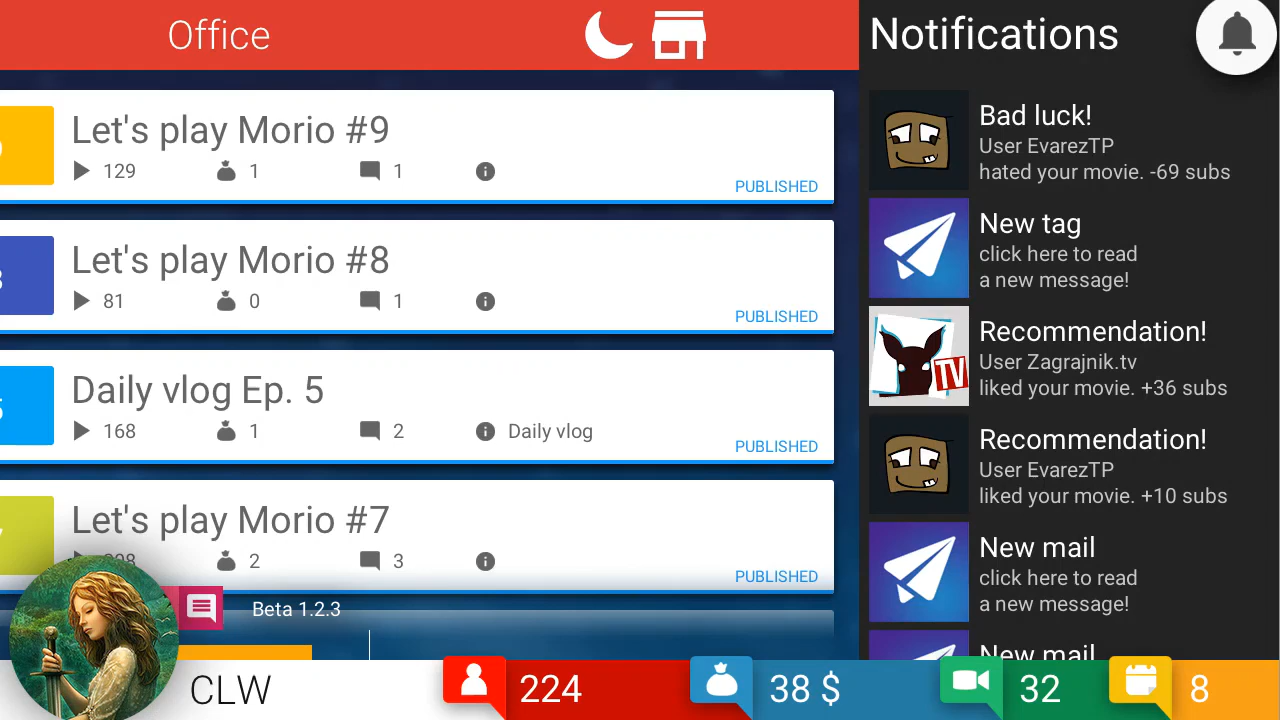 Office
Let's play Morio #9
129 1 1
PUBLISHED
Let's play Morio #8
81 0 1
PUBLISHED
Daily vlog Ep. 5
168 1 2 Daily vlog
PUBLISHED
Let's play Morio #7
2 3
PUBLISHED
Beta 1.2.3
CLW
224
38 $
32
8
Notifications
Bad luck!
User EvarezTP
hated your movie. -69 subs
New tag
click here to read
a new message!
TV
Recommendation!
User Zagrajnik.tv
liked your movie. +36 subs
Recommendation!
User EvarezTP
liked your movie. +10 subs
New mail
click here to read
a new message!
New mail